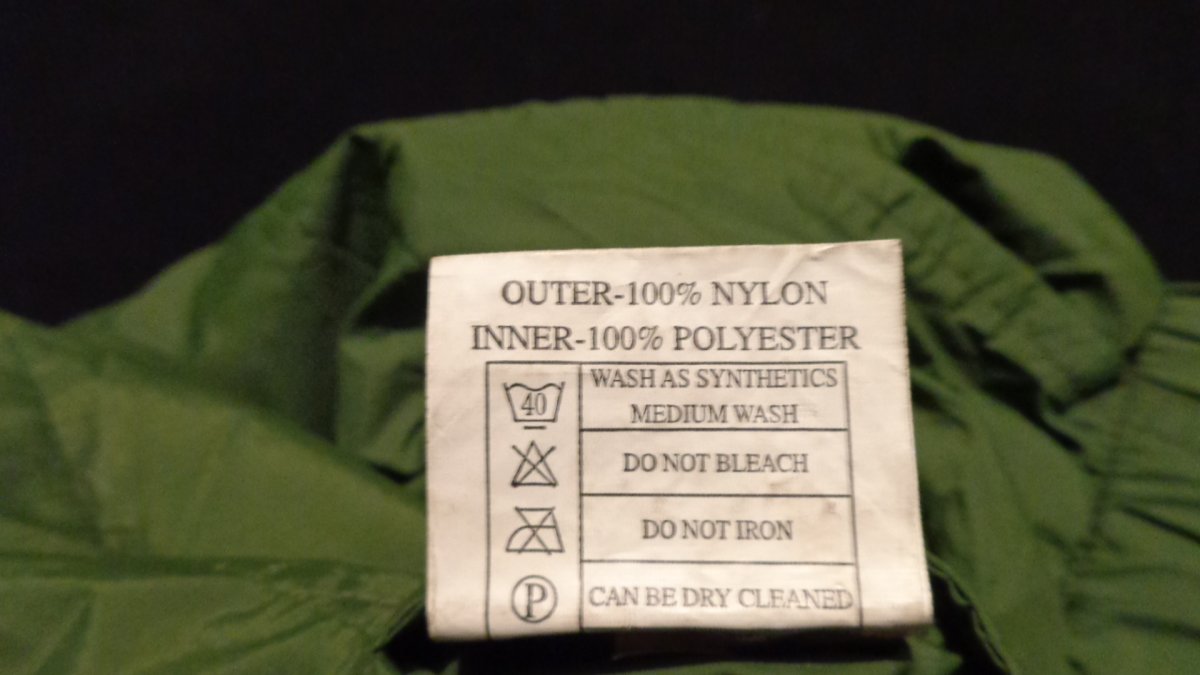 OUTER-100% NYLON
INNER-100% POLYESTER
40
WASH AS SYNTHETICS
MEDIUM WASH
DO NOT BLEACH
DO NOT IRON
P
CAN BE DRY CLEANED